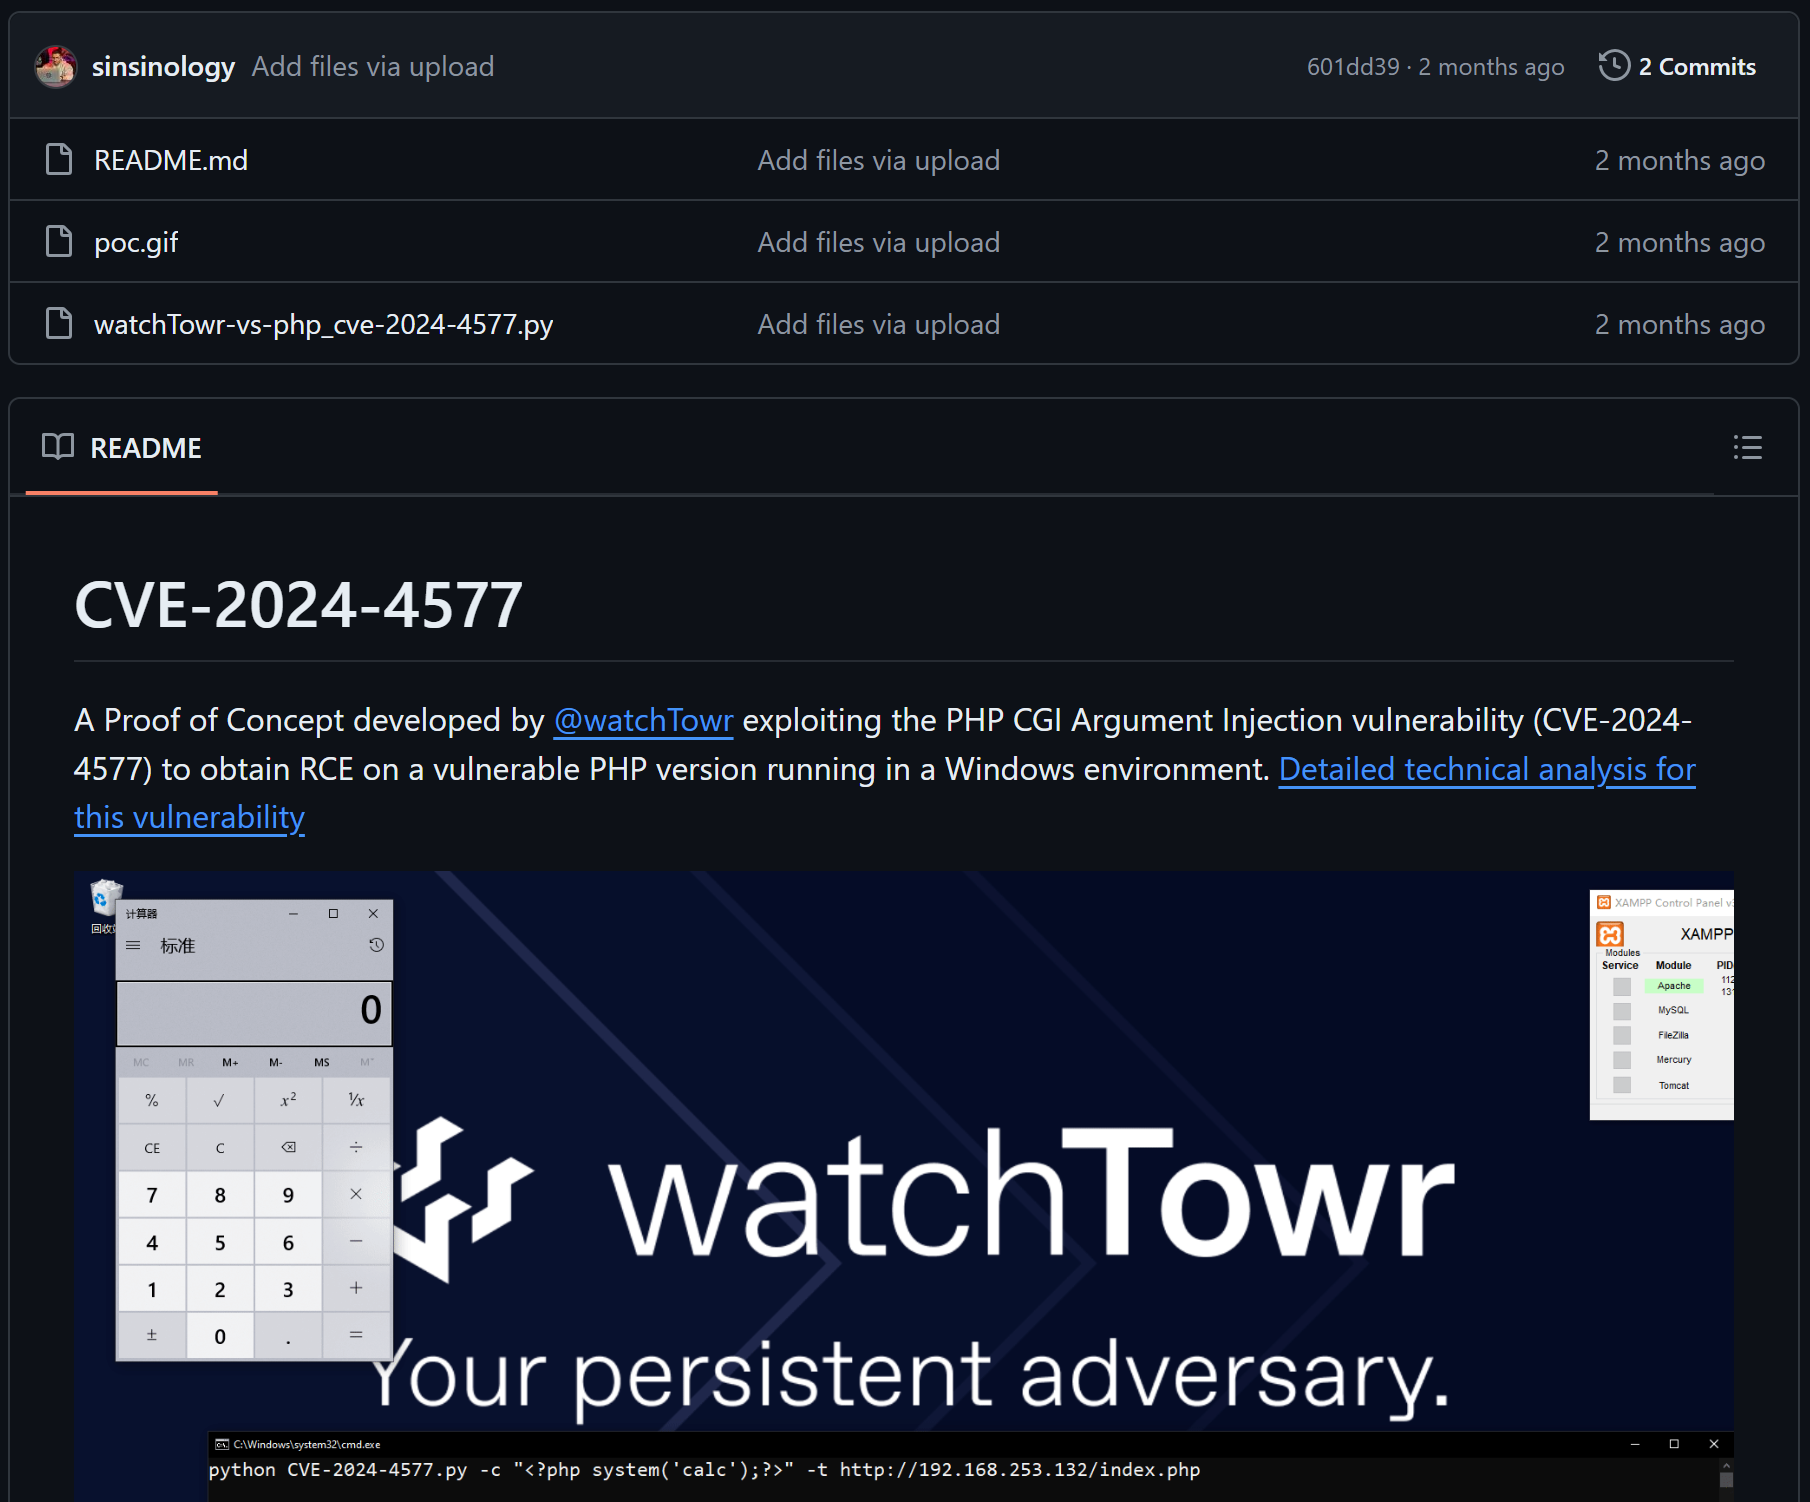 sinsinology Add files via upload 601dd39 · 2 months ago 2 Commits
README.md Add files via upload 2 months ago
poc.gif Add files via upload 2 months ago
watchTowr-vs-php_cve-2024-4577.py Add files via upload 2 months ago
README
CVE-2024-4577
A Proof of Concept developed by @watchTowr exploiting the PHP CGI Argument Injection vulnerability (CVE-2024-
4577) to obtain RCE on a vulnerable PHP version running in a Windows environment. Detailed technical analysis for
this vulnerability
回收
计算器
标准
0
MC MR M+ M- MS M˅
% √ x² ¹/x
CE C ÷
7 8 9 ×
4 5 6 −
1 2 3 +
± 0 . =
XAMPP Control Panel
XAMPP
Modules
Service Module PID
Apache
MySQL
FileZilla
Mercury
Tomcat
watchTowr
Your persistent adversary.
C:\Windows\system32\cmd.exe
python CVE-2024-4577.py -c "<?php system('calc');?>" -t http://192.168.253.132/index.php